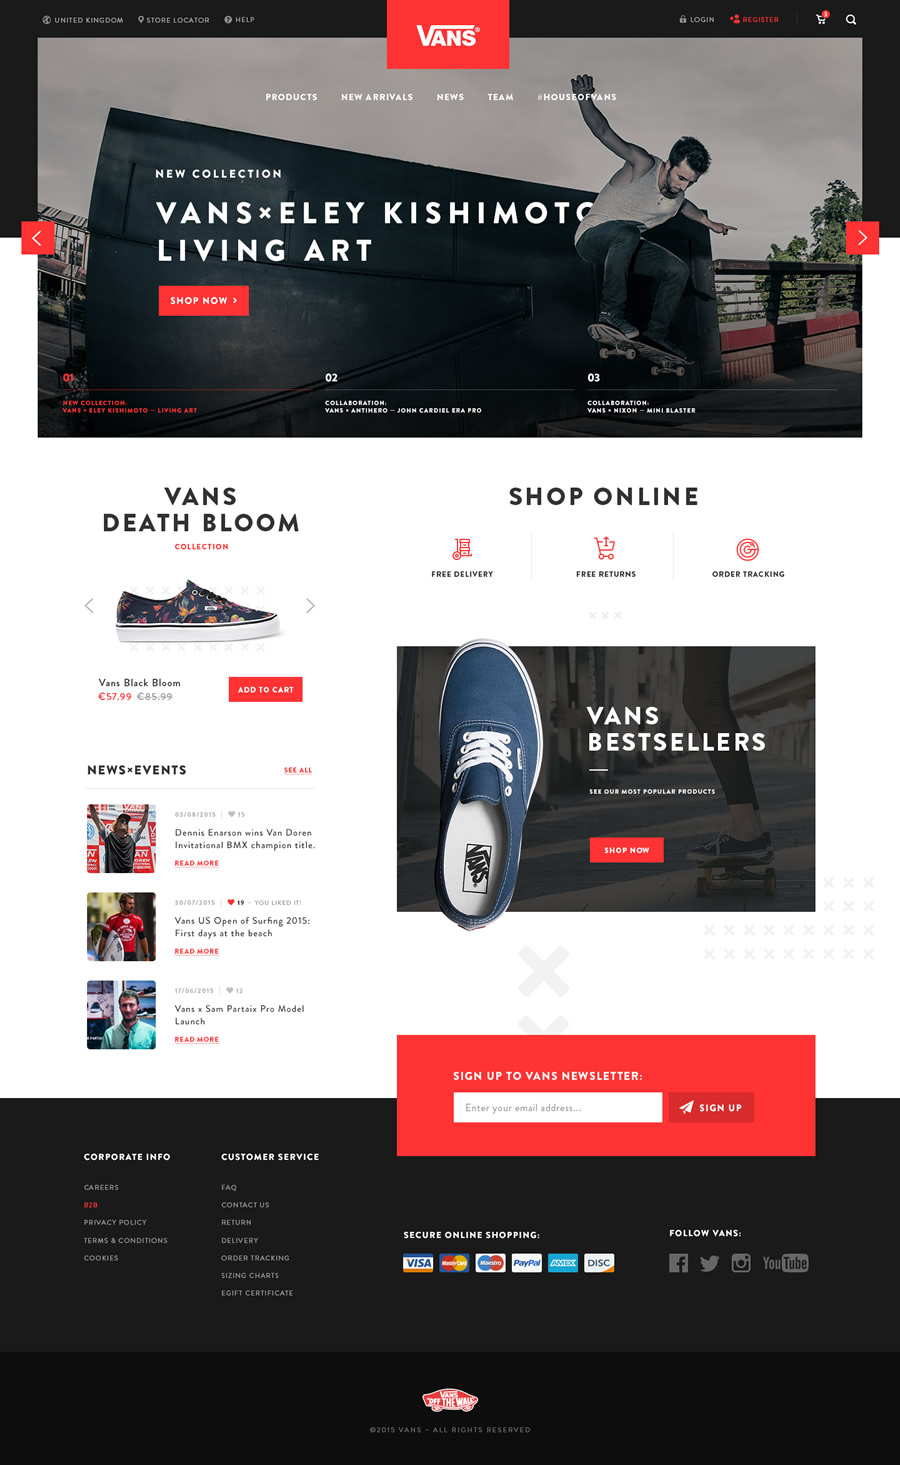 UNITED KINGDOM
STORE LOCATOR
HELP
VANS®
LOGIN
REGISTER
3
PRODUCTS
NEW ARRIVALS
NEWS
TEAM
#HOUSEOFVANS
NEW COLLECTION
VANS×ELEY KISHIMOTO
LIVING ART
SHOP NOW
01
NEW COLLECTION:
VANS × ELEY KISHIMOTO — LIVING ART
02
COLLABORATION:
VANS × ANTIHERO — JOHN CARDIEL ERA PRO
03
COLLABORATION:
VANS × NIXON — MINI BLASTER
VANS
DEATH BLOOM
COLLECTION
Vans Black Bloom
€57.99 €85.99
ADD TO CART
SHOP ONLINE
FREE DELIVERY
FREE RETURNS
ORDER TRACKING
VANS
VANS
BESTSELLERS
SEE OUR MOST POPULAR PRODUCTS
SHOP NOW
NEWS×EVENTS
SEE ALL
03/08/2015 | 15
Dennis Enarson wins Van Doren
Invitational BMX champion title.
READ MORE
30/07/2015 | 19 – YOU LIKED IT!
Vans US Open of Surfing 2015:
First days at the beach
READ MORE
17/06/2015 | 12
Vans x Sam Partaix Pro Model
Launch
READ MORE
SIGN UP TO VANS NEWSLETTER:
Enter your email address...
SIGN UP
CORPORATE INFO
CAREERS
B2B
PRIVACY POLICY
TERMS & CONDITIONS
COOKIES
CUSTOMER SERVICE
FAQ
CONTACT US
RETURN
DELIVERY
ORDER TRACKING
SIZING CHARTS
EGIFT CERTIFICATE
SECURE ONLINE SHOPPING:
VISA
MasterCard
Maestro
PayPal
AMEX
DISC
FOLLOW VANS:
YouTube
VANS
"OFF THE WALL"
©2015 VANS – ALL RIGHTS RESERVED